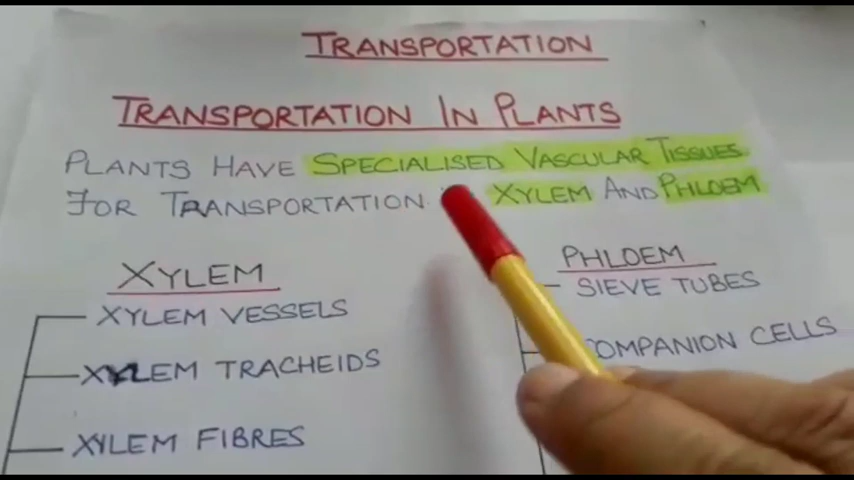 TRANSPORTATION
TRANSPORTATION IN PLANTS
PLANTS HAVE SPECIALISED VASCULAR TISSUES
FOR TRANSPORTATION XYLEM AND PHLOEM
XYLEM
XYLEM VESSELS
XYLEM TRACHEIDS
XYLEM FIBRES
PHLOEM
SIEVE TUBES
COMPANION CELLS